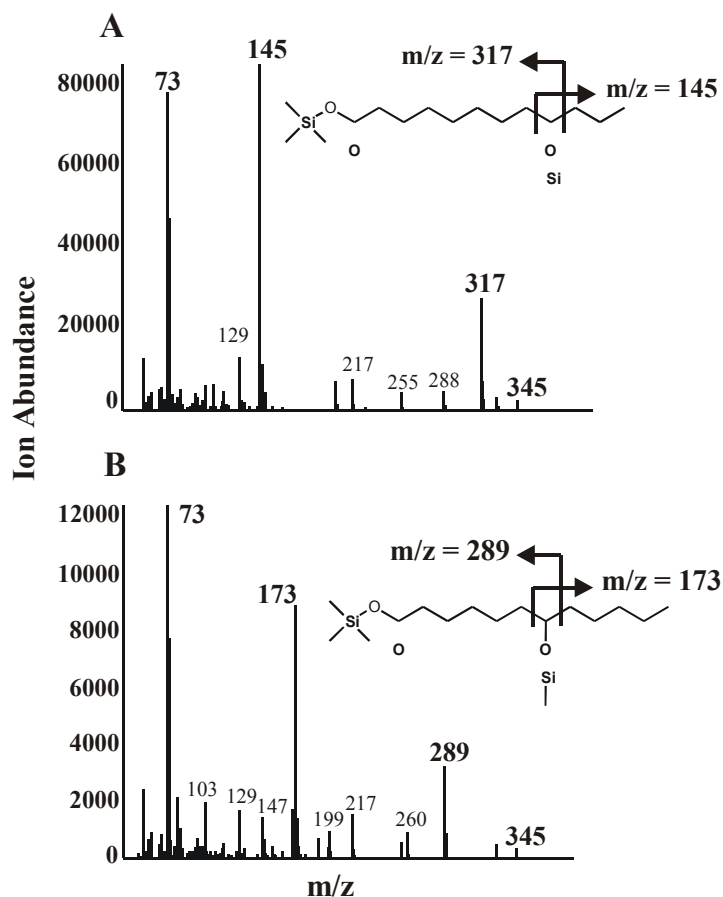 A
m/z = 317
m/z = 145
Si O
O O
Si
80000
60000
40000
20000
0
73
145
129
217
255
288
317
345
Ion Abundance
B
m/z = 289
m/z = 173
Si O
O O
Si
12000
10000
8000
6000
4000
2000
0
73
173
103
129
147
199
217
260
289
345
m/z